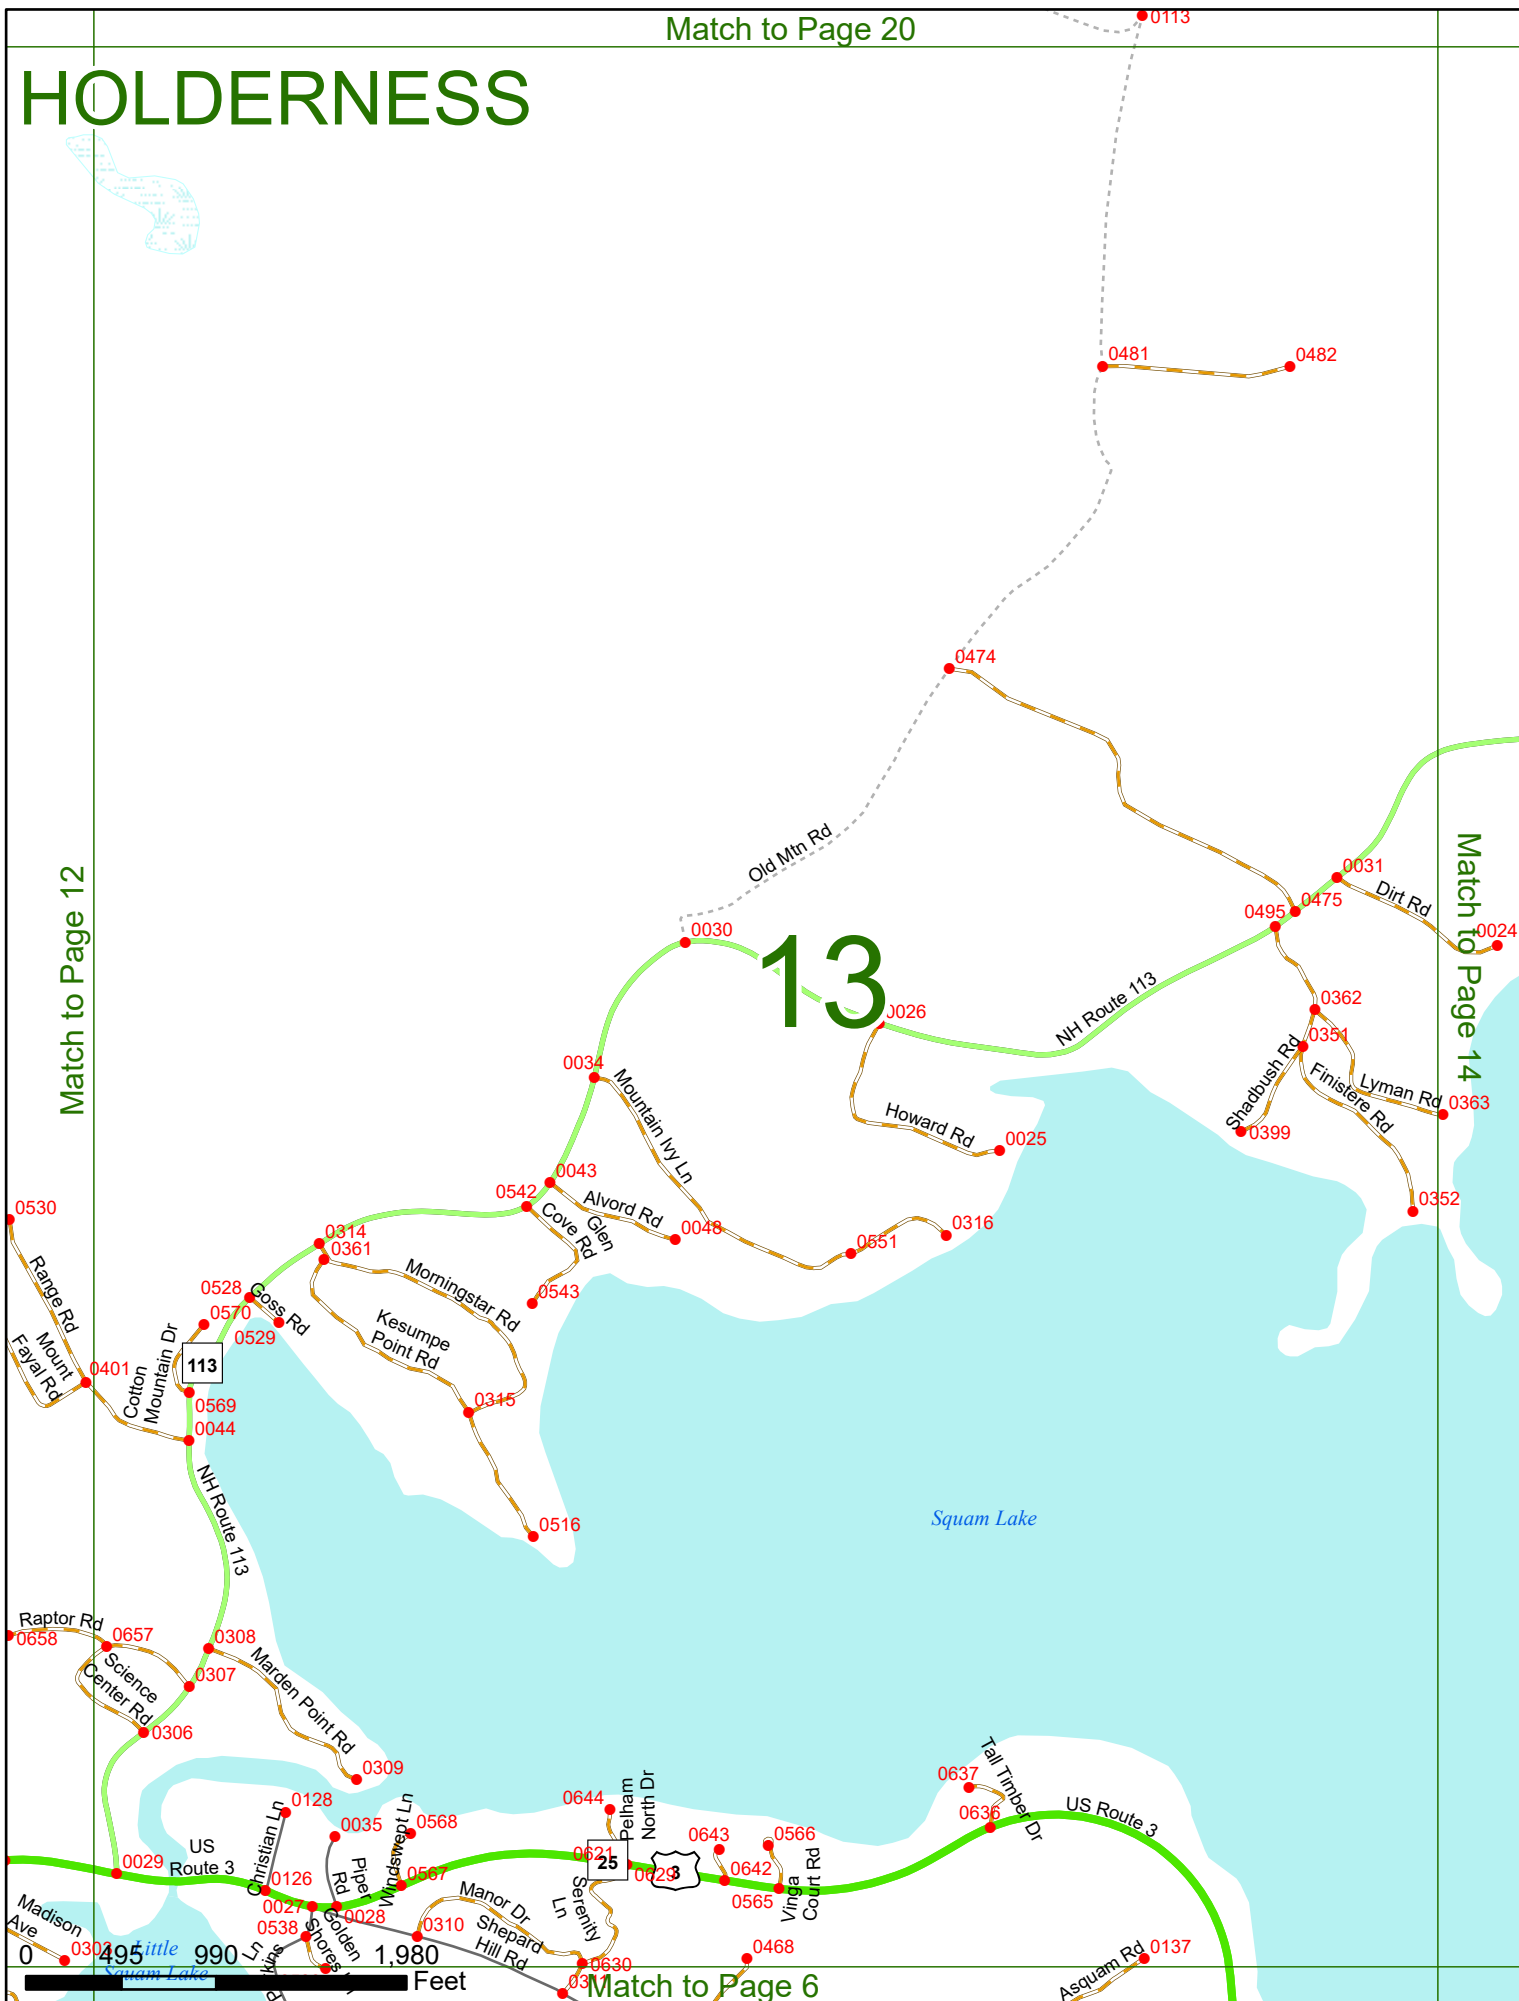 Match to Page 20
0113
HOLDERNESS
0481
0482
0474
Old Mtn Rd
Match to Page 12
Match to Page 14
0031
Dirt Rd
0475
0495
0024
0030
13
0026
NH Route 113
0362
0351
0034
Mountain Ivy Ln
Shadbush Rd
Finistere Rd
Lyman Rd
0363
Howard Rd
0399
0025
0043
0542
Alvord Rd
0352
0530
Glen
Cove Rd
0048
0316
0314
0361
0551
Range Rd
Morningstar Rd
0528
Goss Rd
0543
0570
0529
Kesumpe
Point Rd
Mount
Fayal Rd
Cotton
Mountain Dr
113
0401
0569
0315
0044
NH Route 113
Squam Lake
0516
Raptor Rd
0658
0657
0308
Science
Center Rd
0307
Marden Point Rd
0306
0309
Tall Timber Dr
0637
Pelham
North Dr
0644
0128
US Route 3
0636
0035
0568
Christian Ln
US
Route 3
Windswept Ln
0643
0566
0621
25
0629
3
0642
0029
0126
Piper
Rd
0567
0565
Vinga
Court Rd
Manor Dr
Serenity
Ln
0027
0028
Madison
Ave
0538
Golden
Shores
0310
Shepard
Hill Rd
0468
0137
Ln
Little
Squam Lake
0630
Asquam Rd
0 495 990 1,980
Feet
Match to Page 6